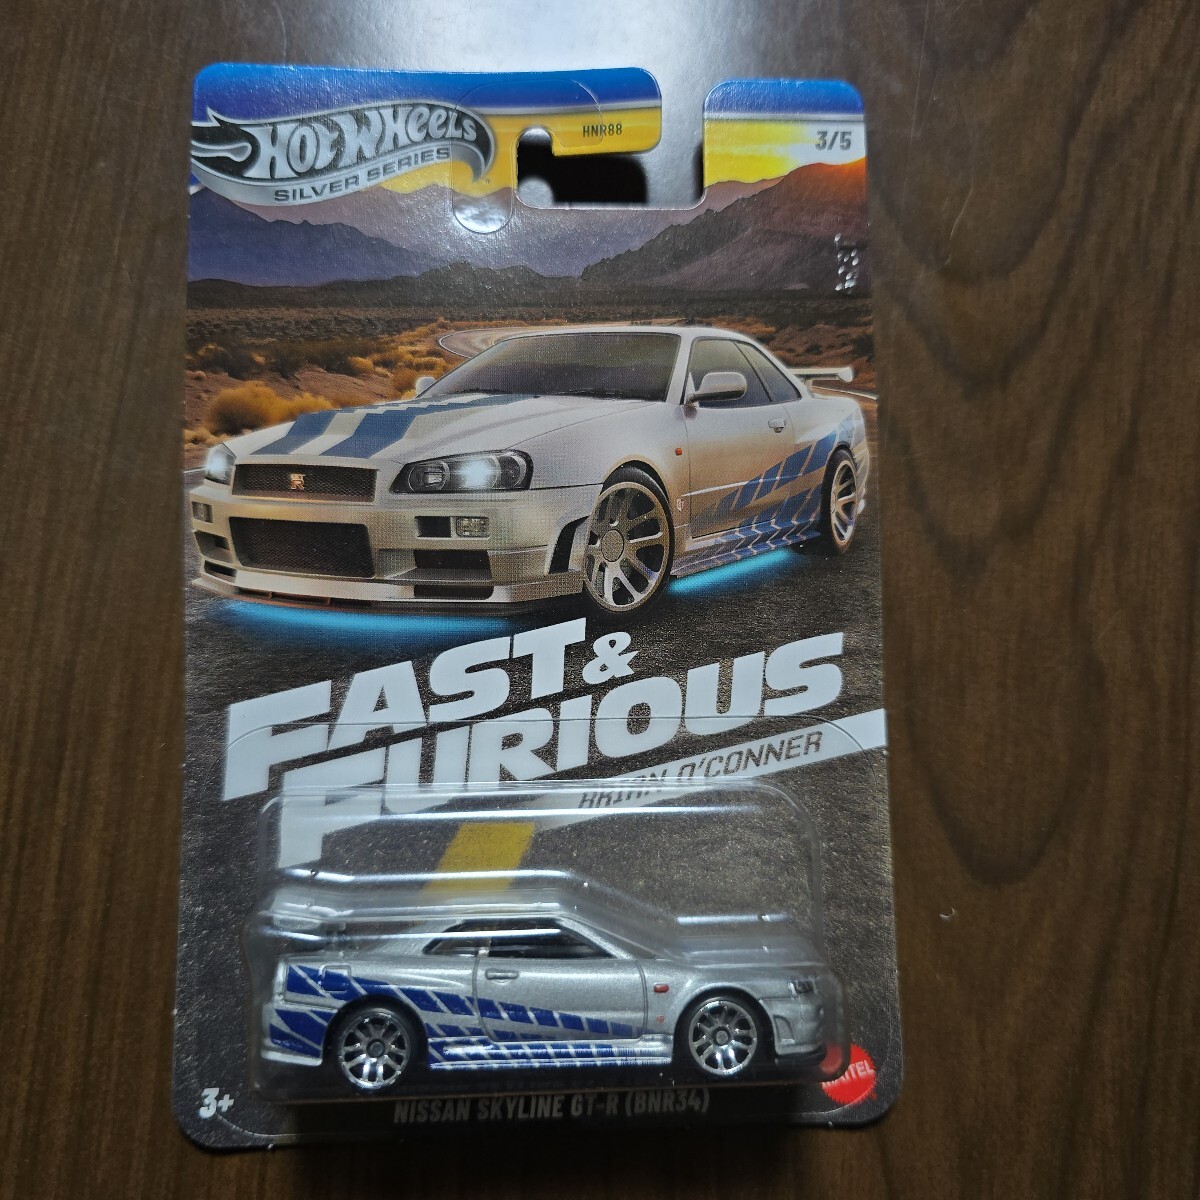 HOT WHEELS
SILVER SERIES
HNR88
3/5
FAST &
FURIOUS
BRIAN O'CONNER
MATTEL
3+
NISSAN SKYLINE GT-R (BNR34)